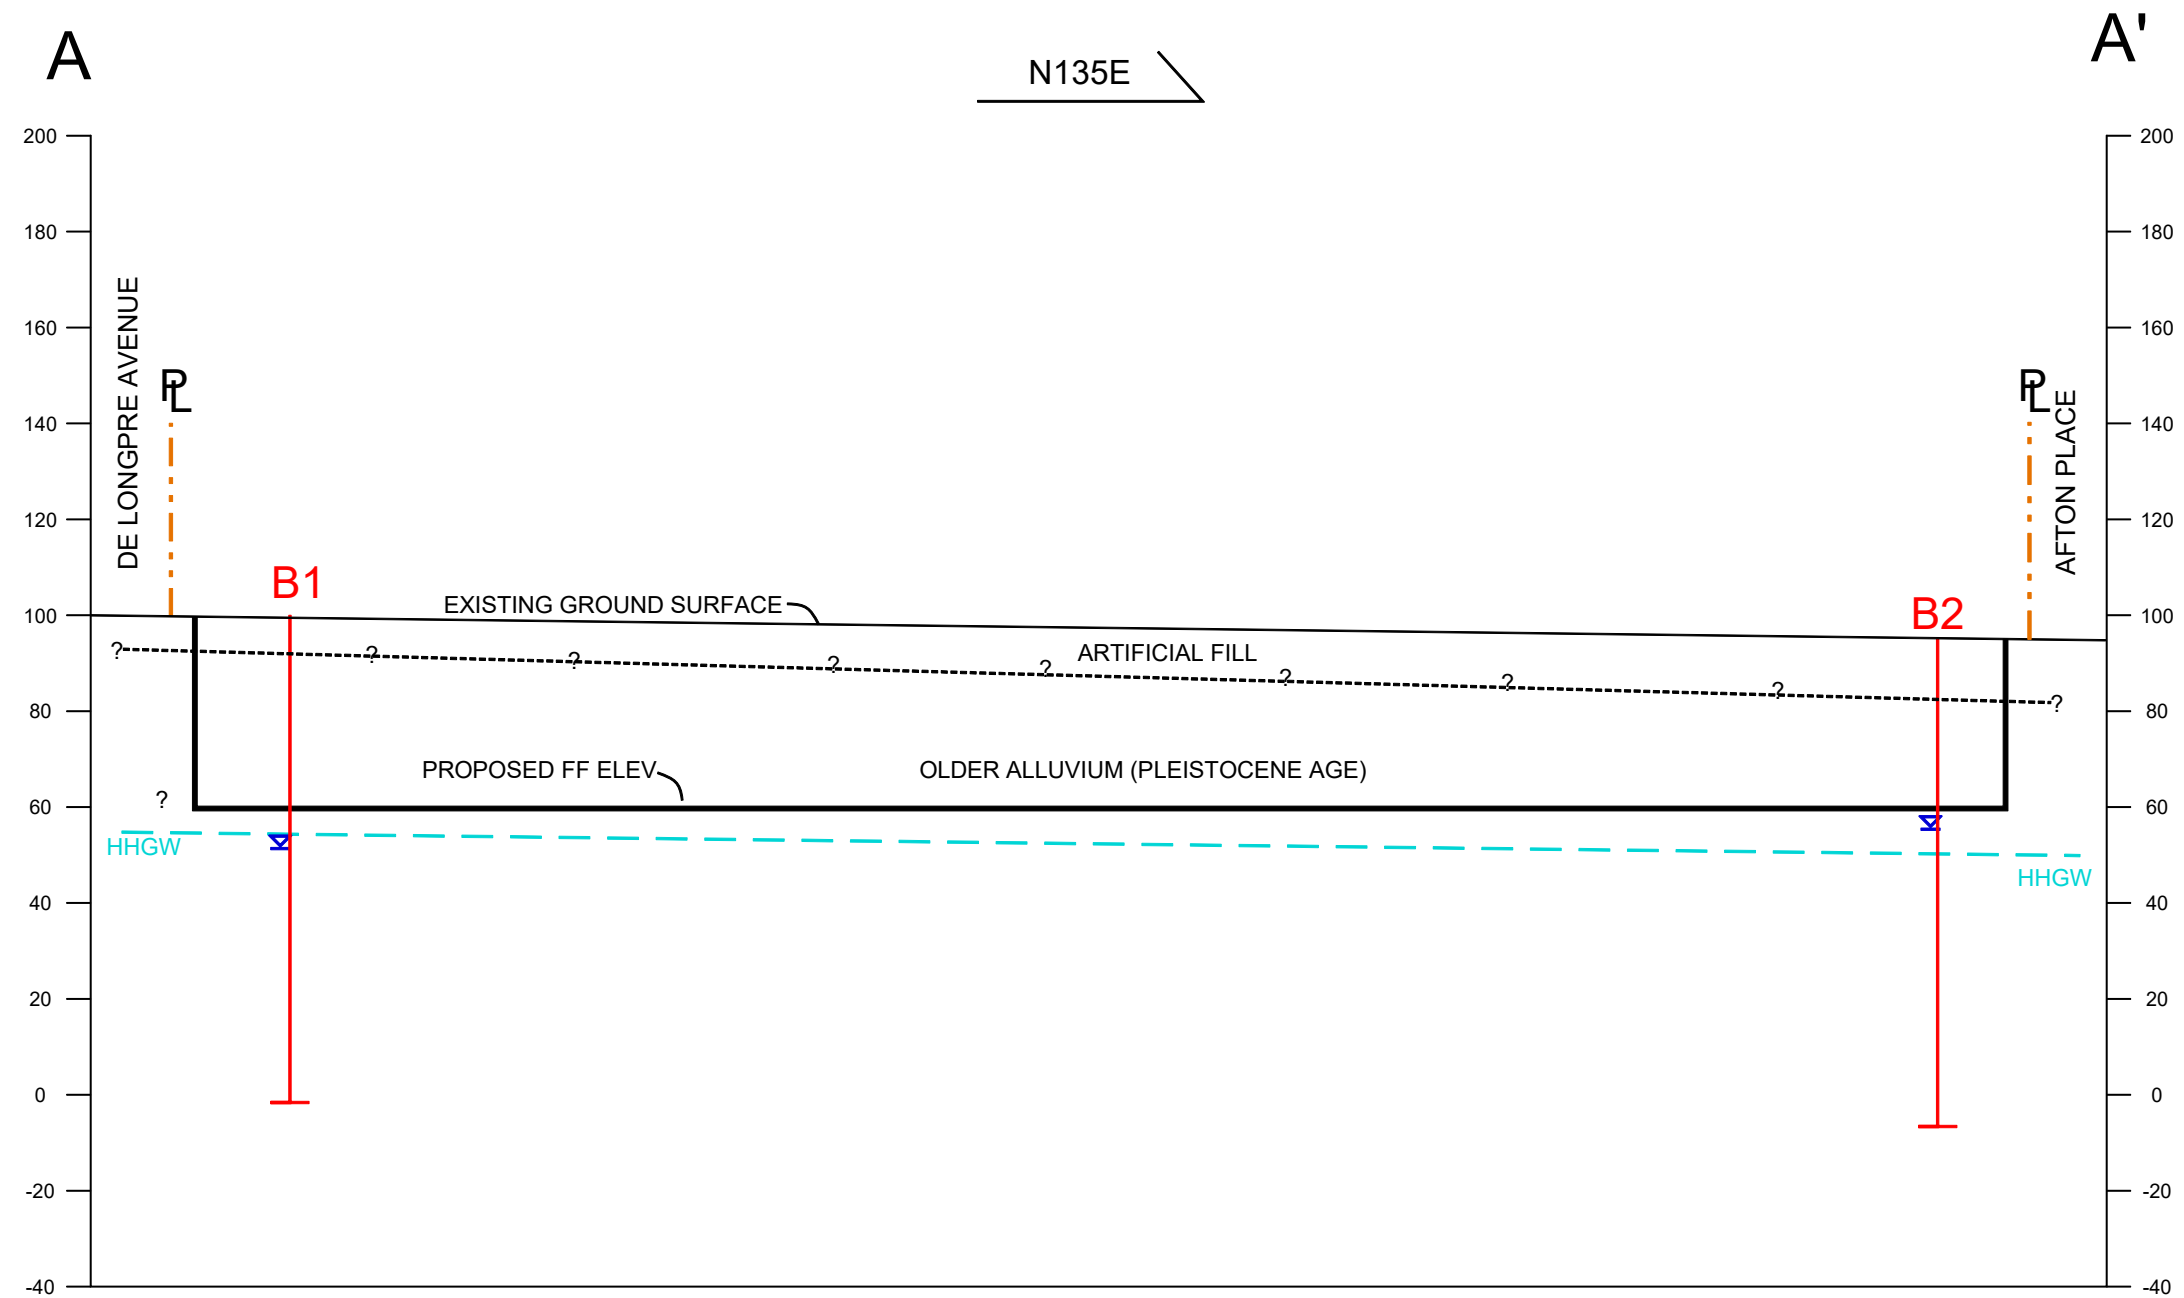 A
A'
N135E
200
200
180
180
160
160
140
140
120
120
100
100
80
80
60
60
40
40
20
20
0
0
-20
-20
-40
-40
DE LONGPRE AVENUE
PL
PL
AFTON PLACE
B1
B2
EXISTING GROUND SURFACE
ARTIFICIAL FILL
? ? ? ? ? ? ? ? ?
PROPOSED FF ELEV
OLDER ALLUVIUM (PLEISTOCENE AGE)
?
HHGW
HHGW